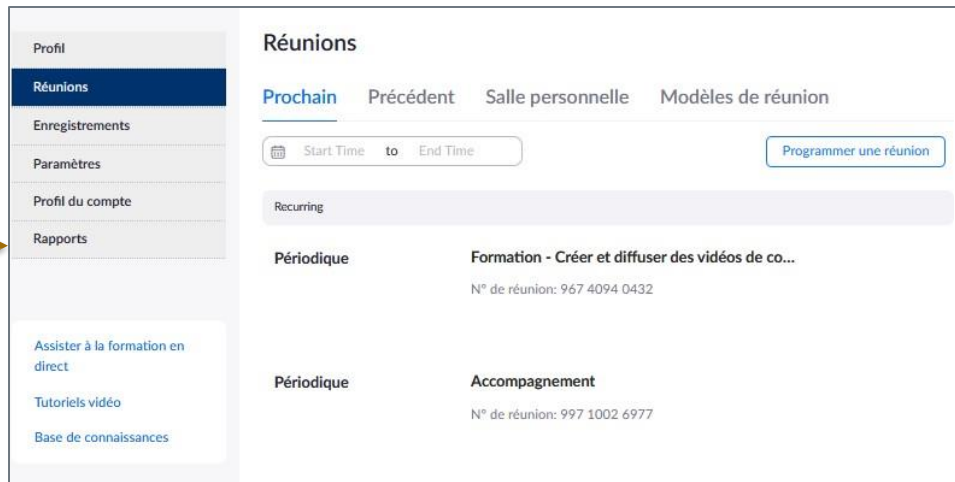 Profil
Réunions
Enregistrements
Paramètres
Profil du compte
Rapports
Assister à la formation en
direct
Tutoriels vidéo
Base de connaissances
Réunions
Prochain Précédent Salle personnelle Modèles de réunion
Start Time to End Time
Programmer une réunion
Recurring
Périodique
Formation - Créer et diffuser des vidéos de co...
N° de réunion: 967 4094 0432
Périodique
Accompagnement
N° de réunion: 997 1002 6977